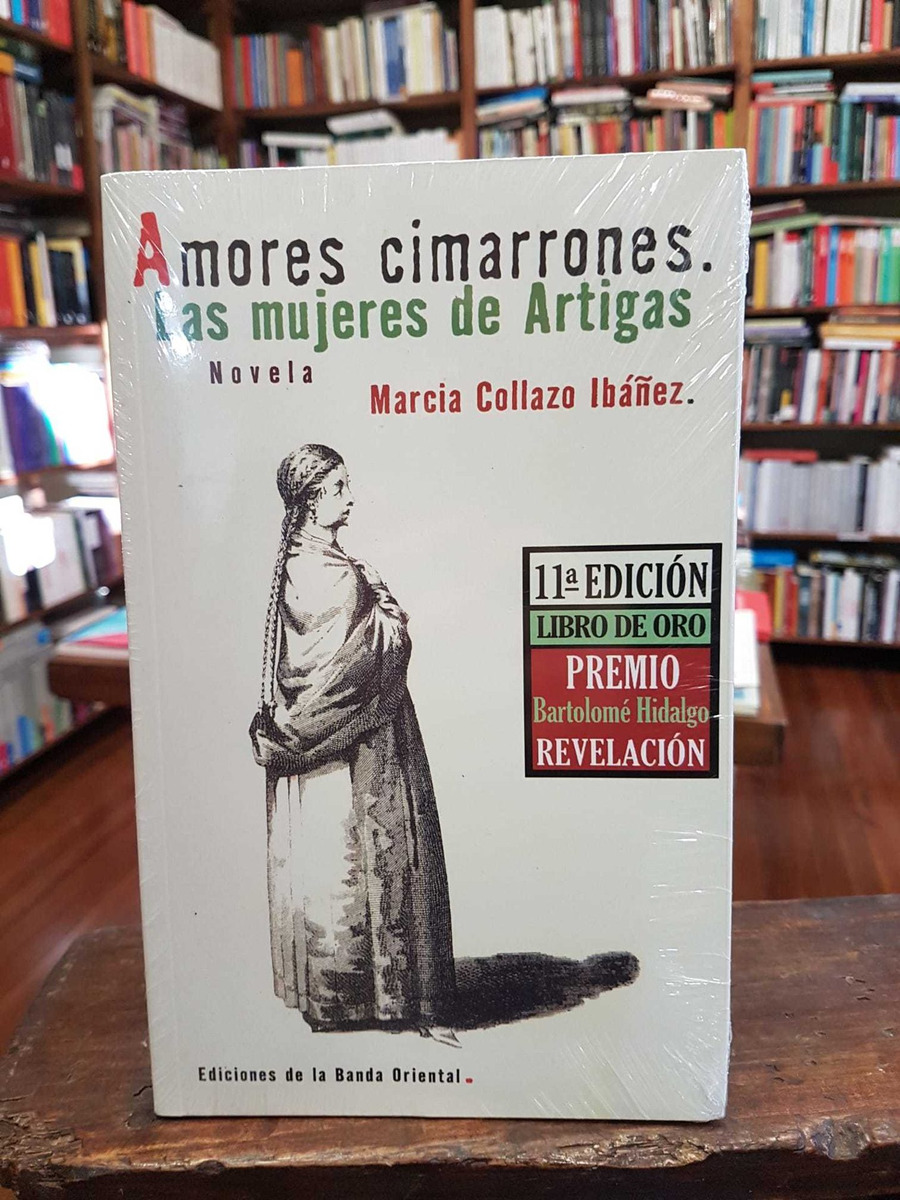 Amores cimarrones.
Las mujeres de Artigas
Novela
Marcia Collazo Ibáñez.
11ª EDICIÓN
LIBRO DE ORO
PREMIO
Bartolomé Hidalgo
REVELACIÓN
Ediciones de la Banda Oriental.